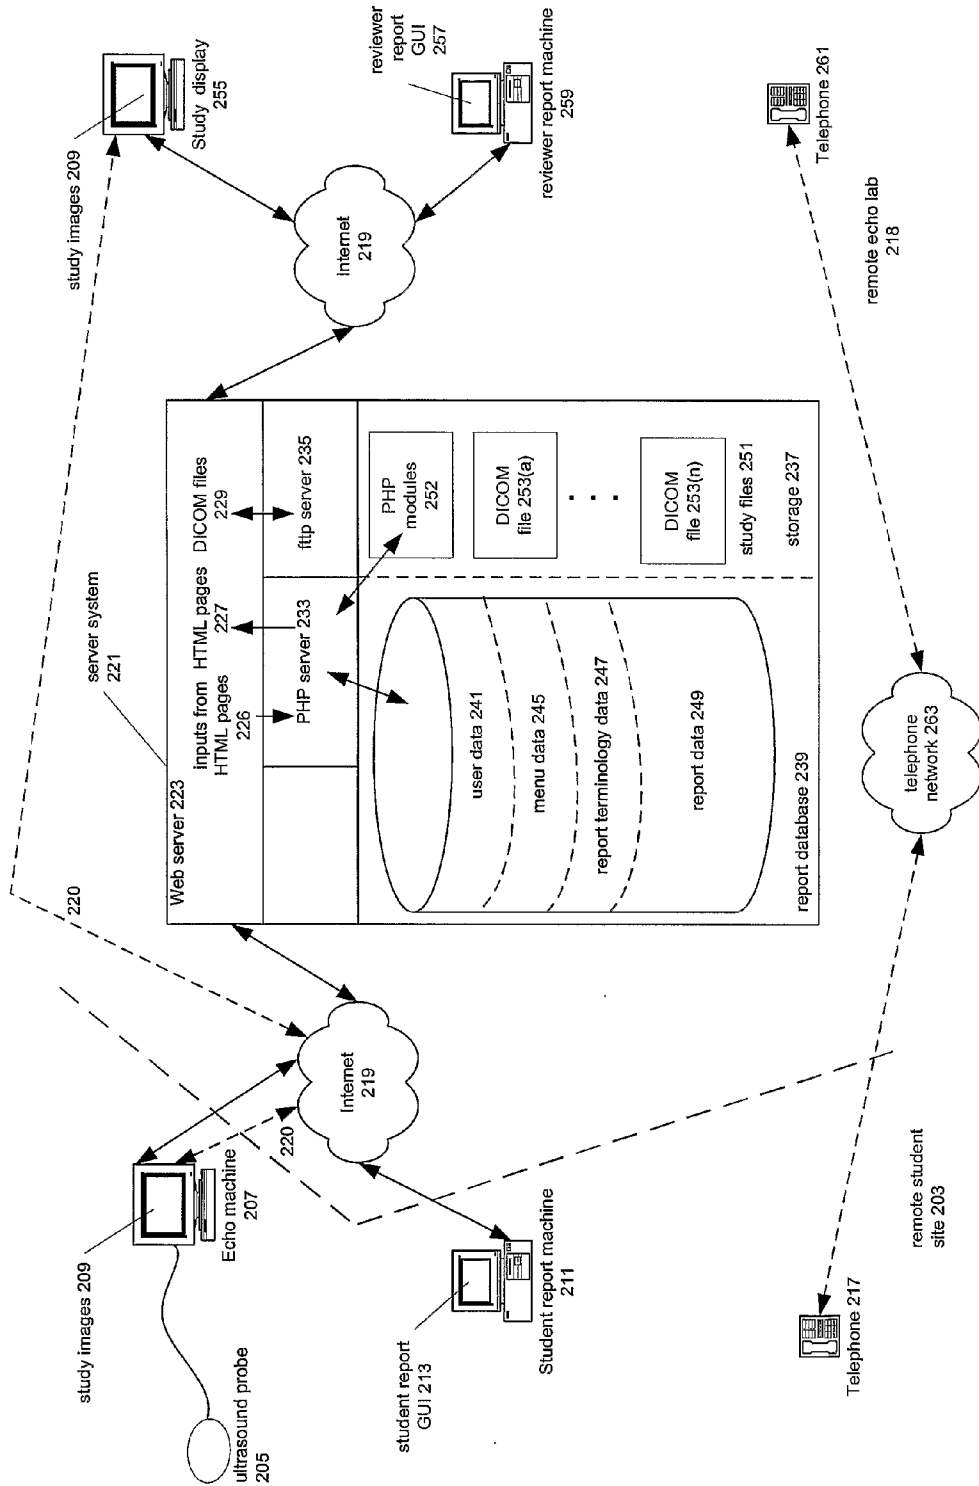 study images 209
Echo machine
207
ultrasound probe
205
student report
GUI 213
Student report machine
211
Telephone 217
remote student
site 203
220
220
Internet
219
server system
221
Web server 223
inputs from
HTML pages
226
HTML pages
227
DICOM files
229
PHP server 233
fttp server 235
user data 241
menu data 245
report terminology data 247
report data 249
report database 239
PHP
modules
252
DICOM
file 253(a)
. . .
DICOM
file 253(n)
study files 251
storage 237
telephone
network 263
Internet
219
study images 209
Study display
255
reviewer
report
GUI
257
reviewer report machine
259
Telephone 261
remote echo lab
218